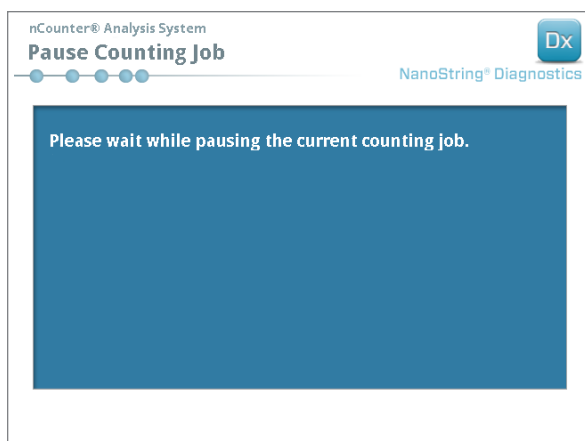 nCounter® Analysis System
Pause Counting Job
Dx
NanoString® Diagnostics
Please wait while pausing the current counting job.